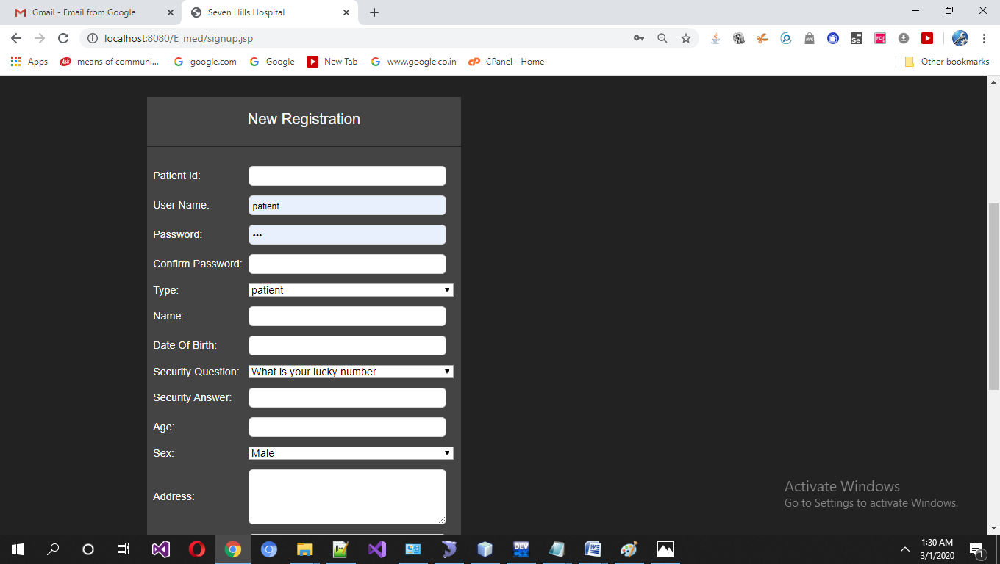 Gmail - Email from Google
Seven Hills Hospital
localhost:8080/E_med/signup.jsp
Apps
means of communi...
google.com
Google
New Tab
www.google.co.in
CPanel - Home
Other bookmarks
New Registration
Patient Id:
User Name: patient
Password: •••
Confirm Password:
Type: patient
Name:
Date Of Birth:
Security Question: What is your lucky number
Security Answer:
Age:
Sex: Male
Address:
Activate Windows
Go to Settings to activate Windows.
1:30 AM
3/1/2020
1